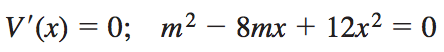 V′(x) = 0; m² − 8mx + 12x² = 0